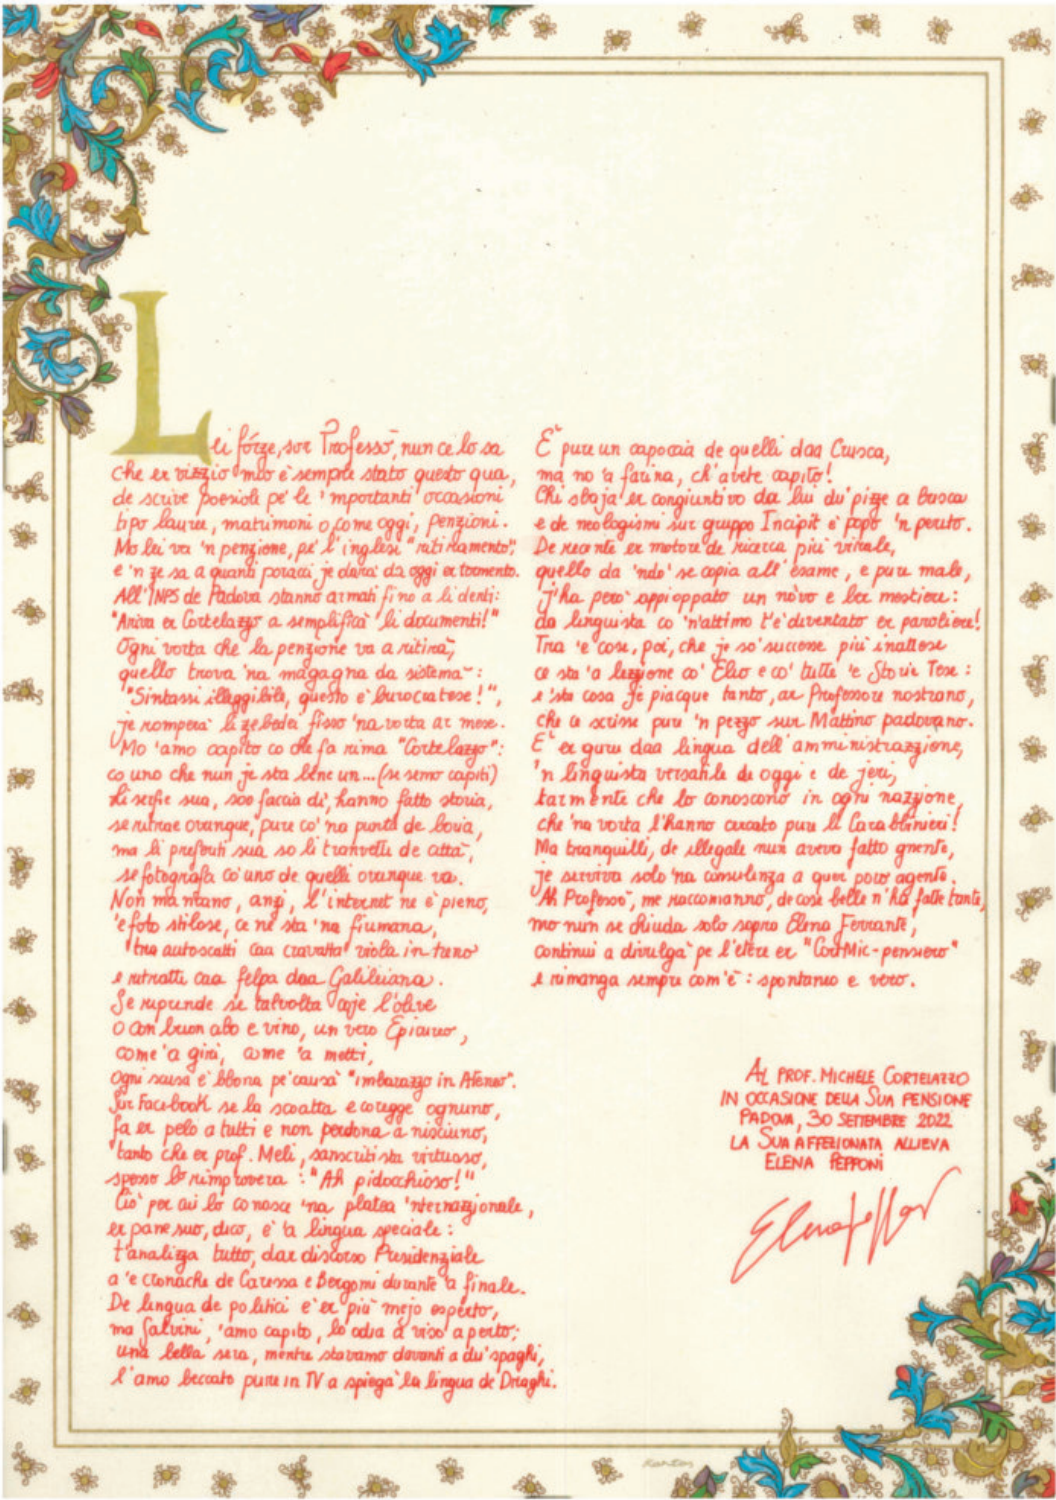 Lei forze, sor Professò, nun ce lo sa
che er vizzio mio è sempre stato questo qua,
de scrive poesiole pe' le 'mportanti occasioni
tipo lauree, matrimoni o, come oggi, penzioni.
Mo lei va 'n penzione, pe' l'inglesi "ritiramento",
e 'n ze sa a quanti poracci je darà da oggi er tormento.
All'INPS de Padova stanno armati fino a li denti:
"Ariva er Cortelazzo a semplificà li documenti!"
Ogni vorta che la penzione va a ritirà,
quello trova 'na magagna da sistemà:
"Sintassi illeggibile, questo è burocratese!",
je romperà li zebedei fisso 'na vorta ar mese.
Mo 'amo capito co che fa rima "Cortelazzo":
co uno che nun je sta bene un... (se semo capiti)
Li serfie sua, soo faccia dì, hanno fatto storia,
se ritrae ovunque, pure co' na punta de boria,
ma li preferiti sua so li tranvetti de città,
se fotografa co' uno de quelli ovunque va.
Non mancano, anzi, l'internet ne è pieno,
'e foto stilose, ce ne sta 'na fiumana,
tra autoscatti caa cravatta viola in treno
e ritratti caa felpa daa Galileiana.
Se riprende se talvolta coje l'olive
o con buon cibo e vino, un vero Epicuro,
come 'a giri, come 'a metti,
ogni scusa è bbona pe' causà "imbarazzo in Ateneo".
Sur Facebook se la scoatta e coregge ognuno,
fa er pelo a tutti e non perdona a nisciuno,
tanto che er prof. Meli, sanscritista virtuoso,
spesso lo rimprovera: "Ah pidocchioso!"
Ciò per cui lo conosce 'na platea 'nternazzjonale,
er pane suo, dico, è 'a lingua speciale:
t'analizza tutto, dar discorso Presidenziale
a 'e cronache de Caressa e Bergomi durante 'a finale.
De lingua de politici è er più mejo esperto,
ma Salvini, 'amo capito, lo odia a viso aperto;
una bella sera, mentre stavamo davanti a du' spaghi,
l'amo beccato pure in TV a spiegà la lingua de Draghi.
È pure un capoccia de quelli daa Crusca,
ma no 'a farina, ch'avete capito!
Chi sbaja er congiuntivo da lui du' pizze a busca
e de neologismi sur gruppo Incipit è propo 'n perito.
De recente er motore de ricerca più virale,
quello da 'ndo' se copia all'esame, e pure male,
j'ha però appioppato un nòvo e ber mestiere:
da linguista co 'n'attimo t'è diventato er paroliere!
Tra 'e cose, poi, che je so' successe più inattese
ce sta 'a lezzione co' Elio e co' tutte 'e Storie Tese:
e 'sta cosa je piacque tanto, ar Professore nostrano,
che ce scrisse pure 'n pezzo sur Mattino padovano.
È er guru daa lingua dell'amministrazzione,
'n linguista versatile de oggi e de jeri,
tarmente che lo conoscono in ogni nazzjone,
che 'na vorta l'hanno cercato pure li Carabbinieri!
Ma tranquilli, de illegale nun aveva fatto gnente,
je serviva solo 'na consulenza a quer poro agente.
Ah Professò, me raccomanno, de cose belle n'ha fatte tante,
mo nun se chiuda solo sopra Elena Ferrante,
continui a divulgà pe l'etere er "CortMic-pensiero"
e rimanga sempre com'è: spontaneo e vero.
AL PROF. MICHELE CORTELAZZO
IN OCCASIONE DELLA SUA PENSIONE
PADOVA, 30 SETTEMBRE 2022
LA SUA AFFEZIONATA ALLIEVA
ELENA PEPPONI